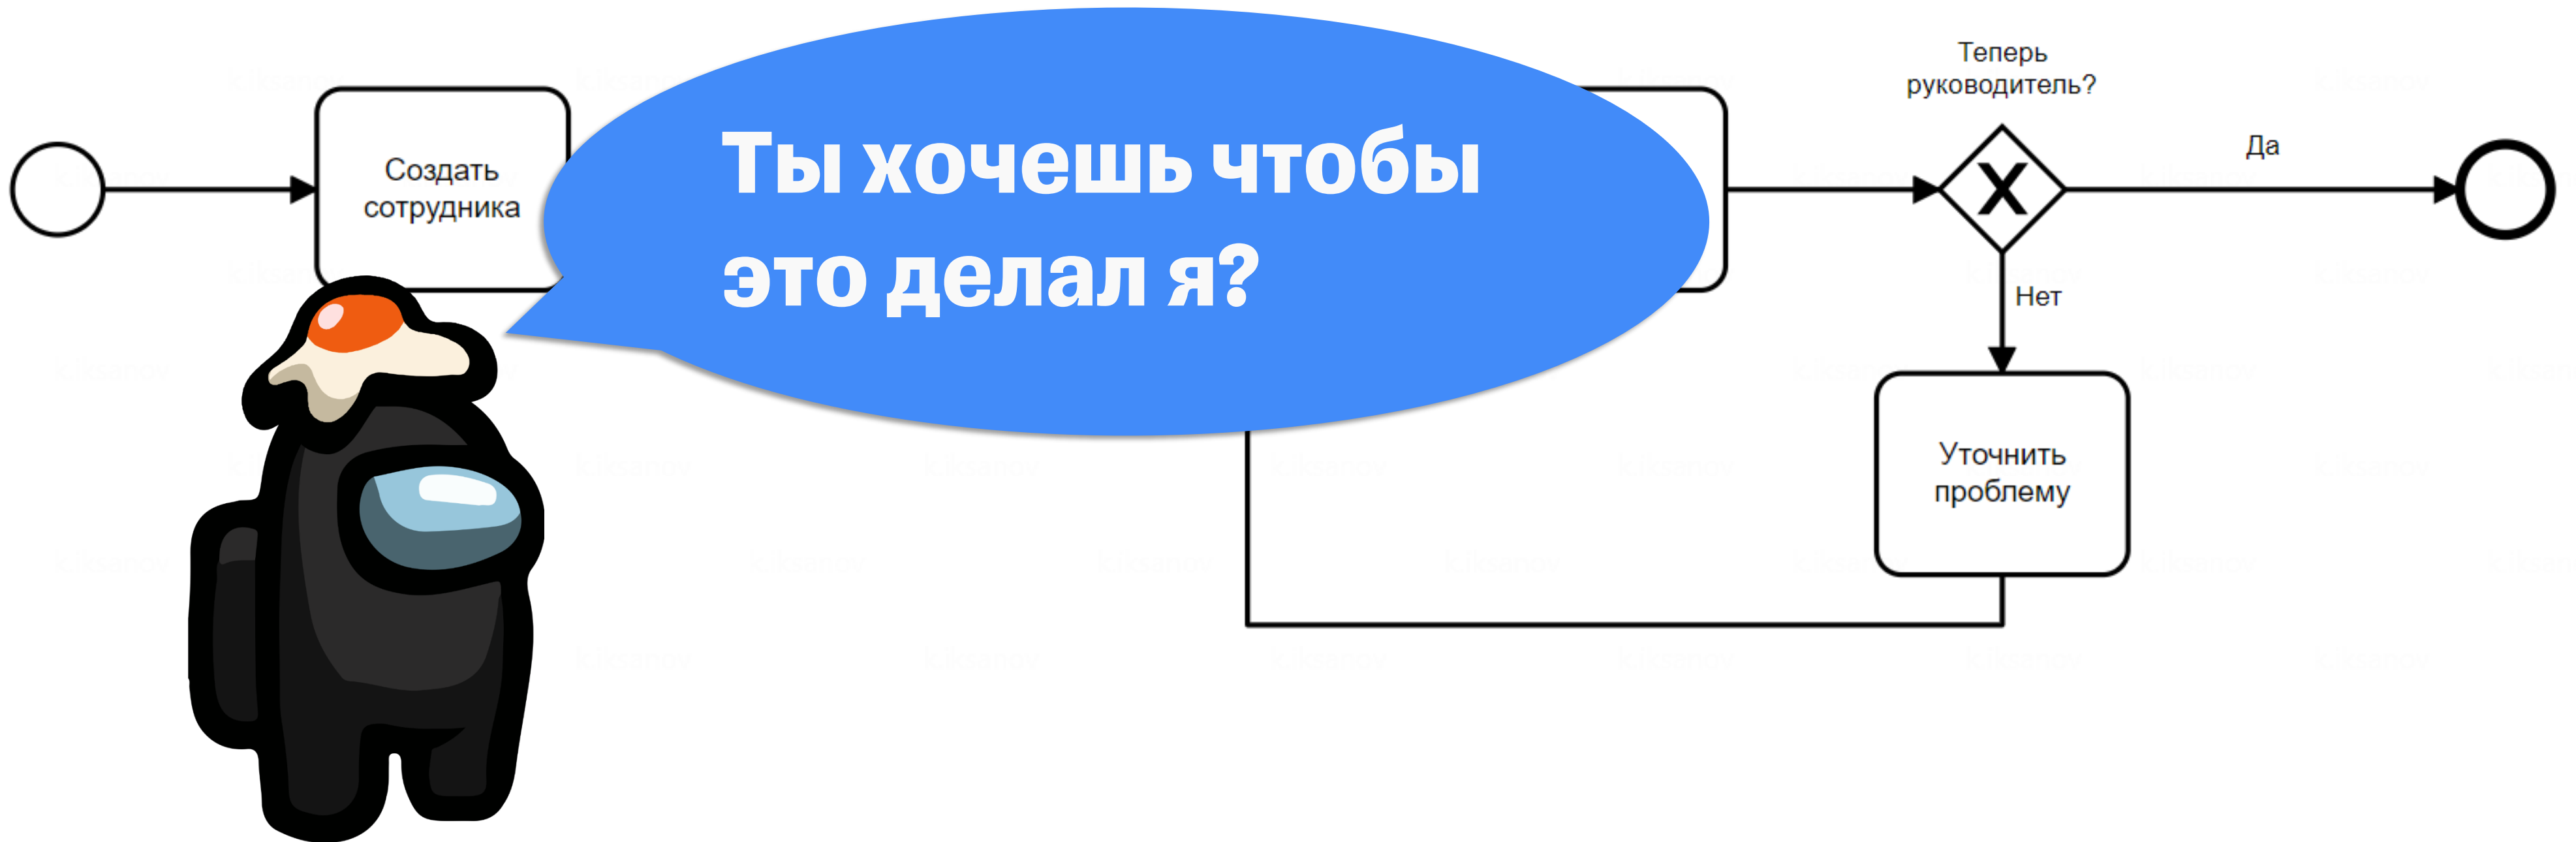 Теперь
руководитель?
Создать
сотрудника
Ты хочешь чтобы
это делал я?
Да
Нет
Уточнить
проблему